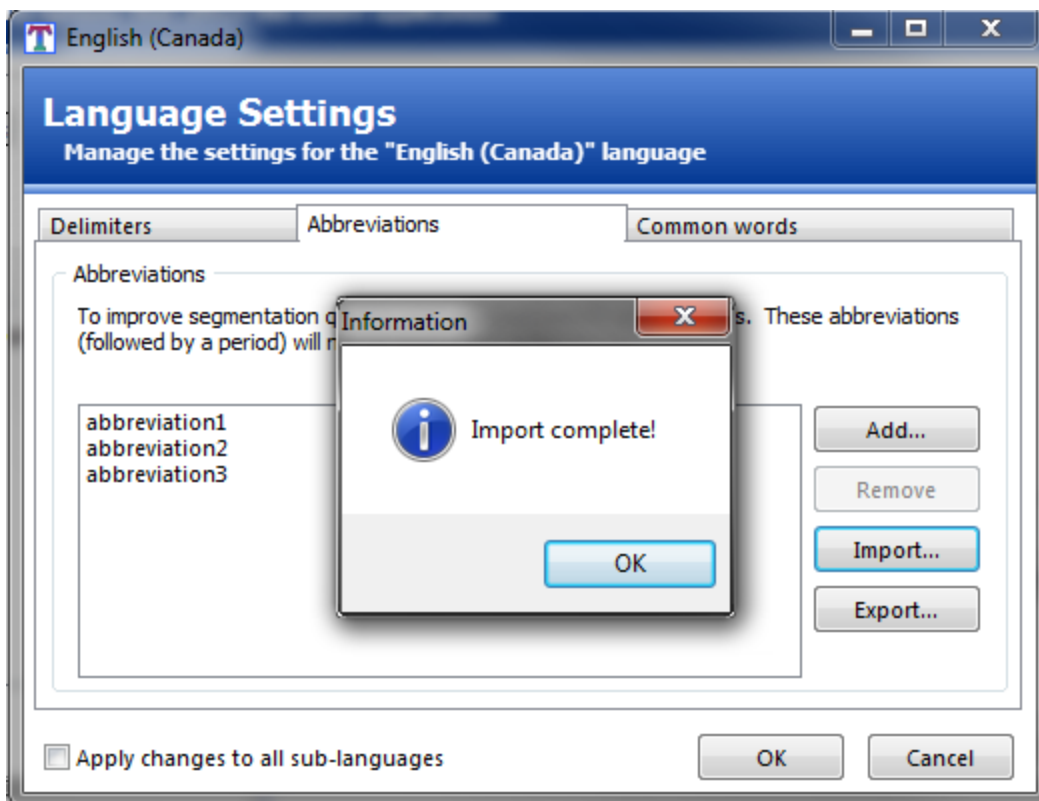 English (Canada)
Language Settings
Manage the settings for the "English (Canada)" language
Delimiters
Abbreviations
Common words
Abbreviations
To improve segmentation s. These abbreviations
(followed by a period) will
Information
Import complete!
OK
abbreviation1
abbreviation2
abbreviation3
Add...
Remove
Import...
Export...
Apply changes to all sub-languages
OK
Cancel